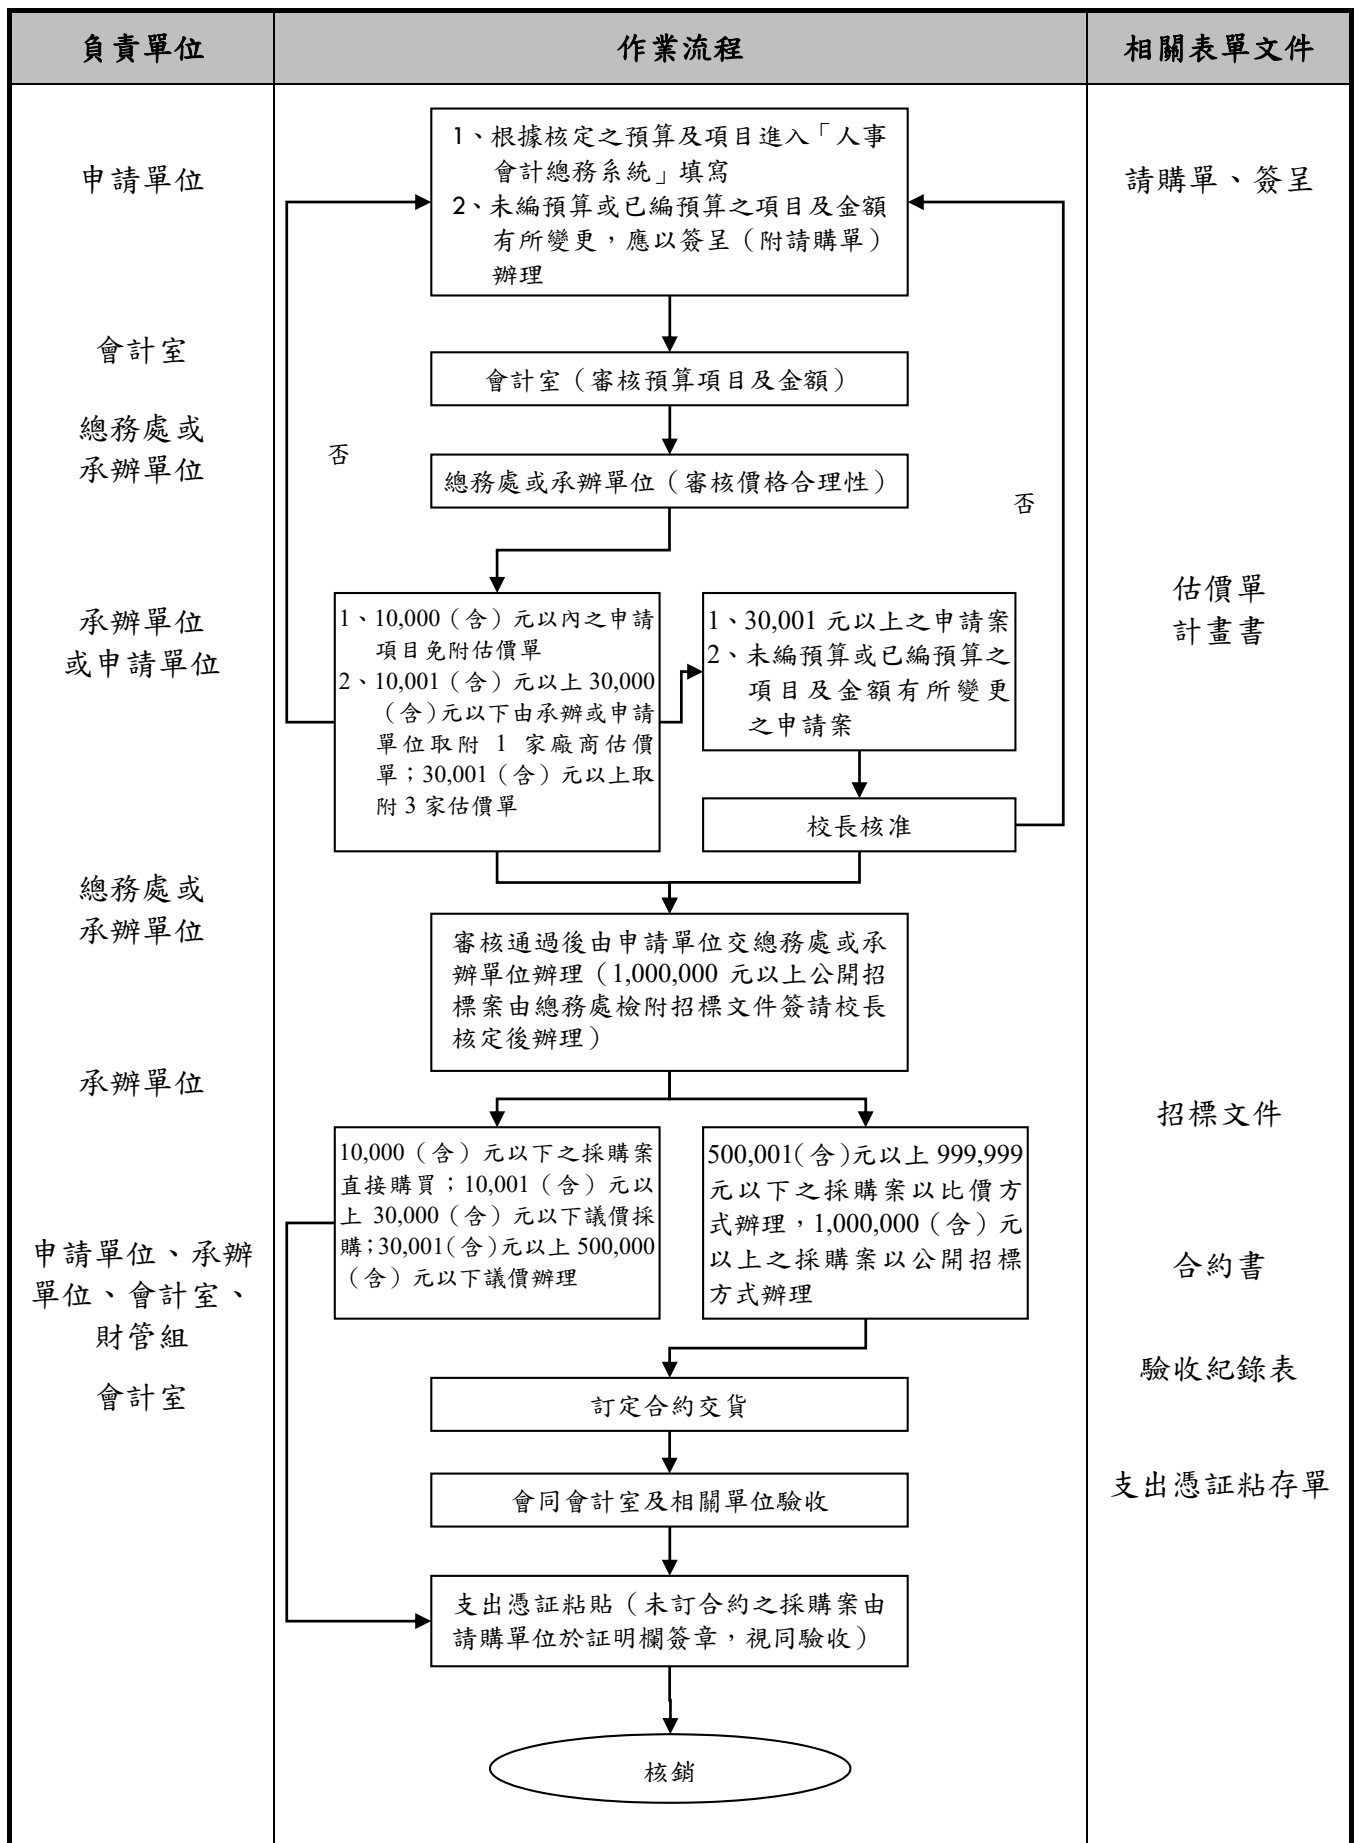 負責單位
作業流程
相關表單文件
申請單位
1、根據核定之預算及項目進入「人事
會計總務系統」填寫
2、未編預算或已編預算之項目及金額
有所變更，應以簽呈（附請購單）
辦理
請購單、簽呈
會計室
會計室（審核預算項目及金額）
總務處或
承辦單位
否
總務處或承辦單位（審核價格合理性）
否
承辦單位
或申請單位
1、10,000（含）元以內之申請
項目免附估價單
2、10,001（含）元以上 30,000
（含)元以下由承辦或申請
單位取附 1 家廠商估價
單；30,001（含）元以上取
附 3 家估價單
1、30,001 元以上之申請案
2、未編預算或已編預算之
項目及金額有所變更
之申請案
估價單
計畫書
校長核准
總務處或
承辦單位
審核通過後由申請單位交總務處或承
辦單位辦理（1,000,000 元以上公開招
標案由總務處檢附招標文件簽請校長
核定後辦理）
承辦單位
10,000（含）元以下之採購案
直接購買；10,001（含）元以
上 30,000（含）元以下議價採
購；30,001(含)元以上 500,000
（含）元以下議價辦理
500,001(含)元以上 999,999
元以下之採購案以比價方
式辦理，1,000,000（含）元
以上之採購案以公開招標
方式辦理
招標文件
申請單位、承辦
單位、會計室、
財管組
合約書
會計室
訂定合約交貨
驗收紀錄表
會同會計室及相關單位驗收
支出憑証粘存單
支出憑証粘貼（未訂合約之採購案由
請購單位於証明欄簽章，視同驗收）
核銷